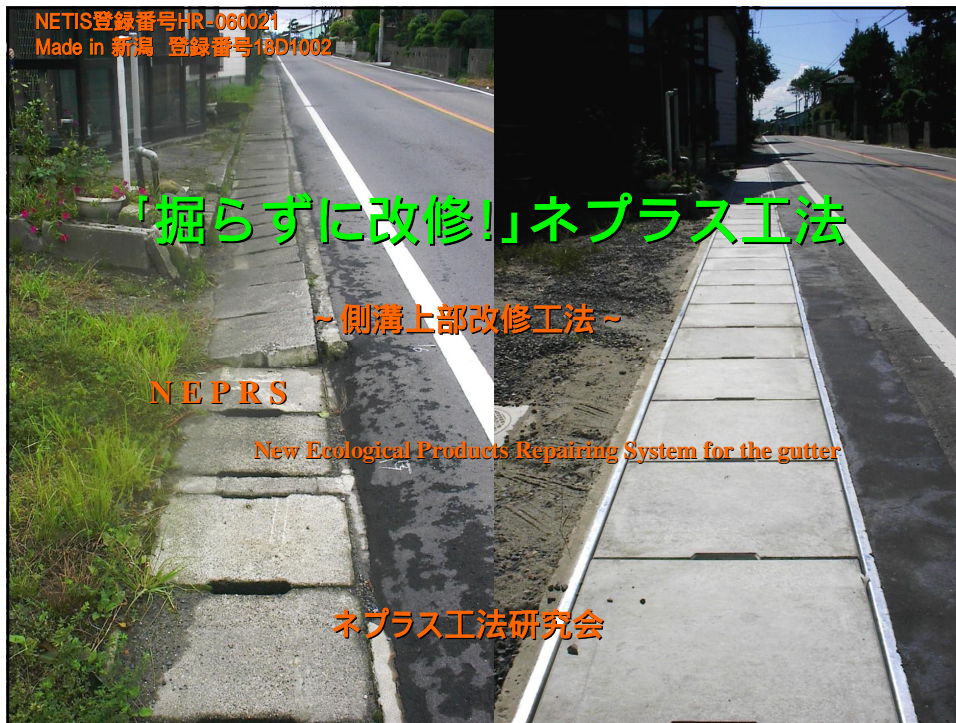 NETIS登録番号HR-060021
Made in 新潟 登録番号18D1002
「掘らずに改修!」ネプラス工法
~側溝上部改修工法~
NEPRS
New Ecological Products Repairing System for the gutter
ネプラス工法研究会